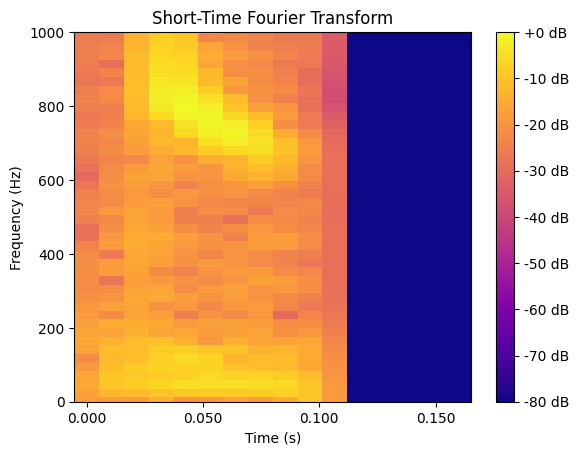 Short-Time Fourier Transform
1000
800
600
400
200
0
Frequency (Hz)
0.000
0.050
0.100
0.150
Time (s)
+0 dB
-10 dB
-20 dB
-30 dB
-40 dB
-50 dB
-60 dB
-70 dB
-80 dB